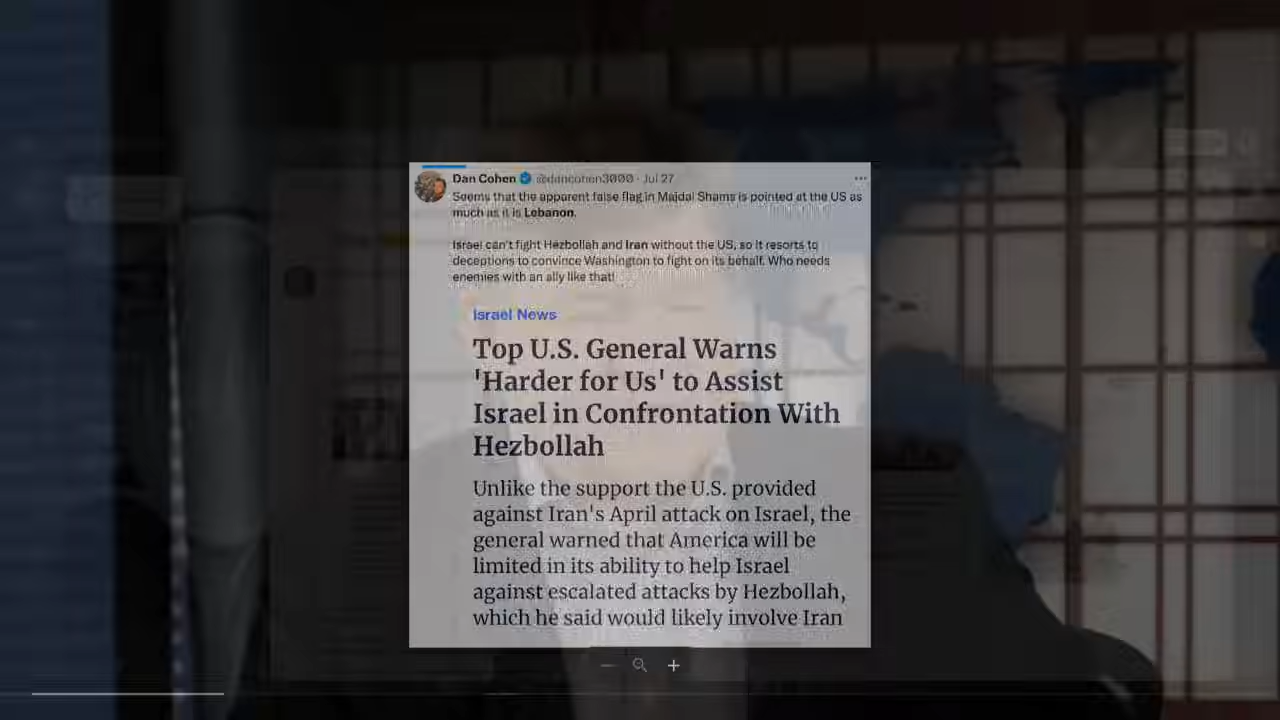 Dan Cohen @dancohen3000 · Jul 27
Seems that the apparent false flag in Majdal Shams is pointed at the US as
much as it is Lebanon.
Israel can't fight Hezbollah and Iran without the US, so it resorts to
deceptions to convince Washington to fight on its behalf. Who needs
enemies with an ally like that!
Israel News
Top U.S. General Warns
'Harder for Us' to Assist
Israel in Confrontation With
Hezbollah
Unlike the support the U.S. provided
against Iran's April attack on Israel, the
general warned that America will be
limited in its ability to help Israel
against escalated attacks by Hezbollah,
which he said would likely involve Iran